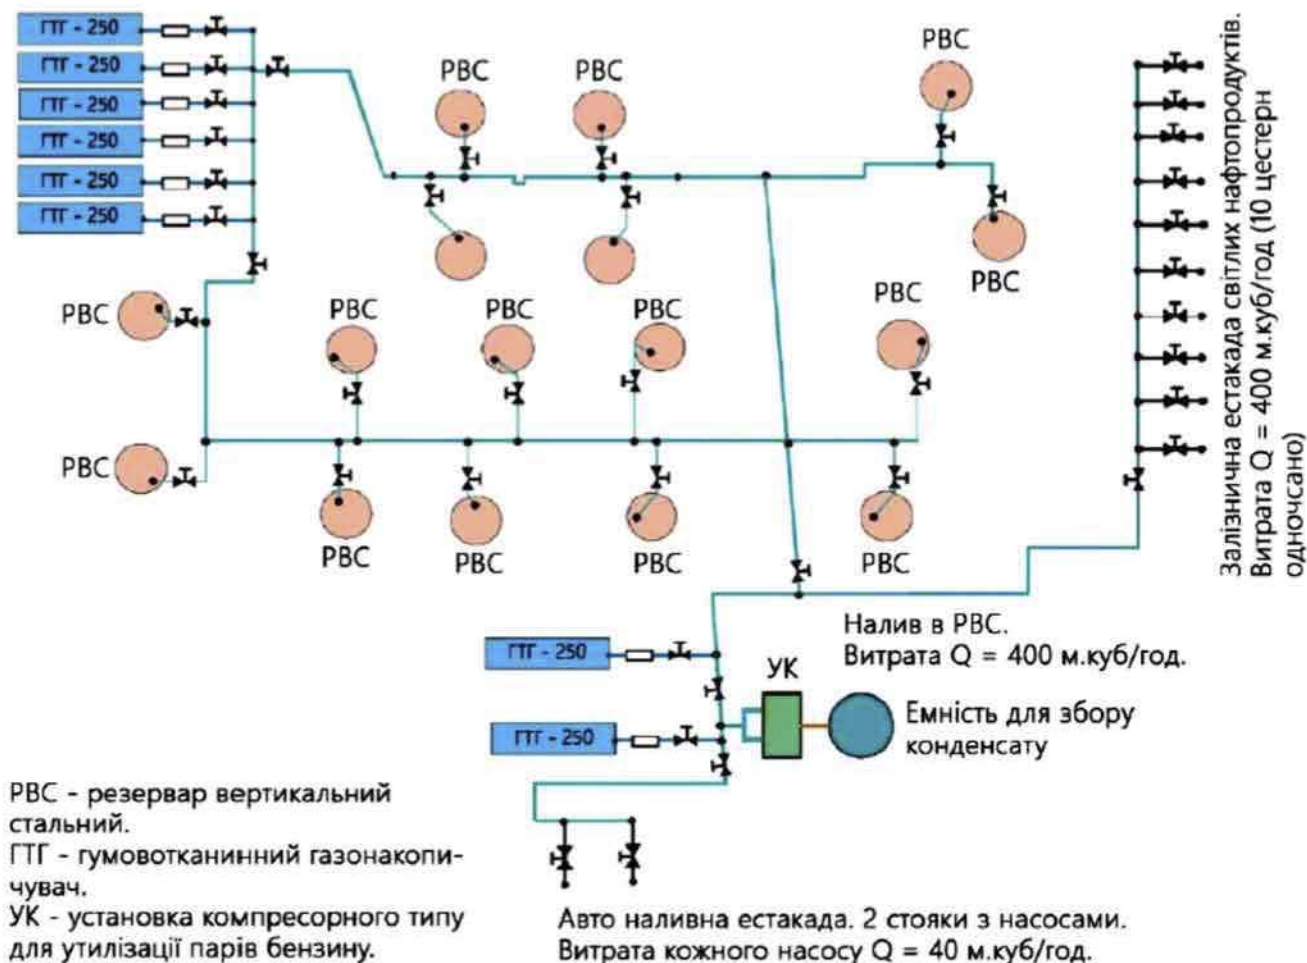 ГТГ - 250
ГТГ - 250
ГТГ - 250
ГТГ - 250
ГТГ - 250
ГТГ - 250
РВС
РВС
РВС
РВС
РВС
РВС
РВС
РВС
РВС
РВС
РВС
РВС
РВС
РВС
Залізнична естакада світлих нафтопродуктів.
Витрата Q = 400 м.куб/год (10 цестерн
одночсано)
Налив в РВС.
Витрата Q = 400 м.куб/год.
ГТГ - 250
УК
ГТГ - 250
Емність для збору
конденсату
РВС - резервар вертикальний
стальний.
ГТГ - гумовотканинний газонакопи-
чувач.
УК - установка компресорного типу
для утилізації парів бензину.
Авто наливна естакада. 2 стояки з насосами.
Витрата кожного насосу Q = 40 м.куб/год.